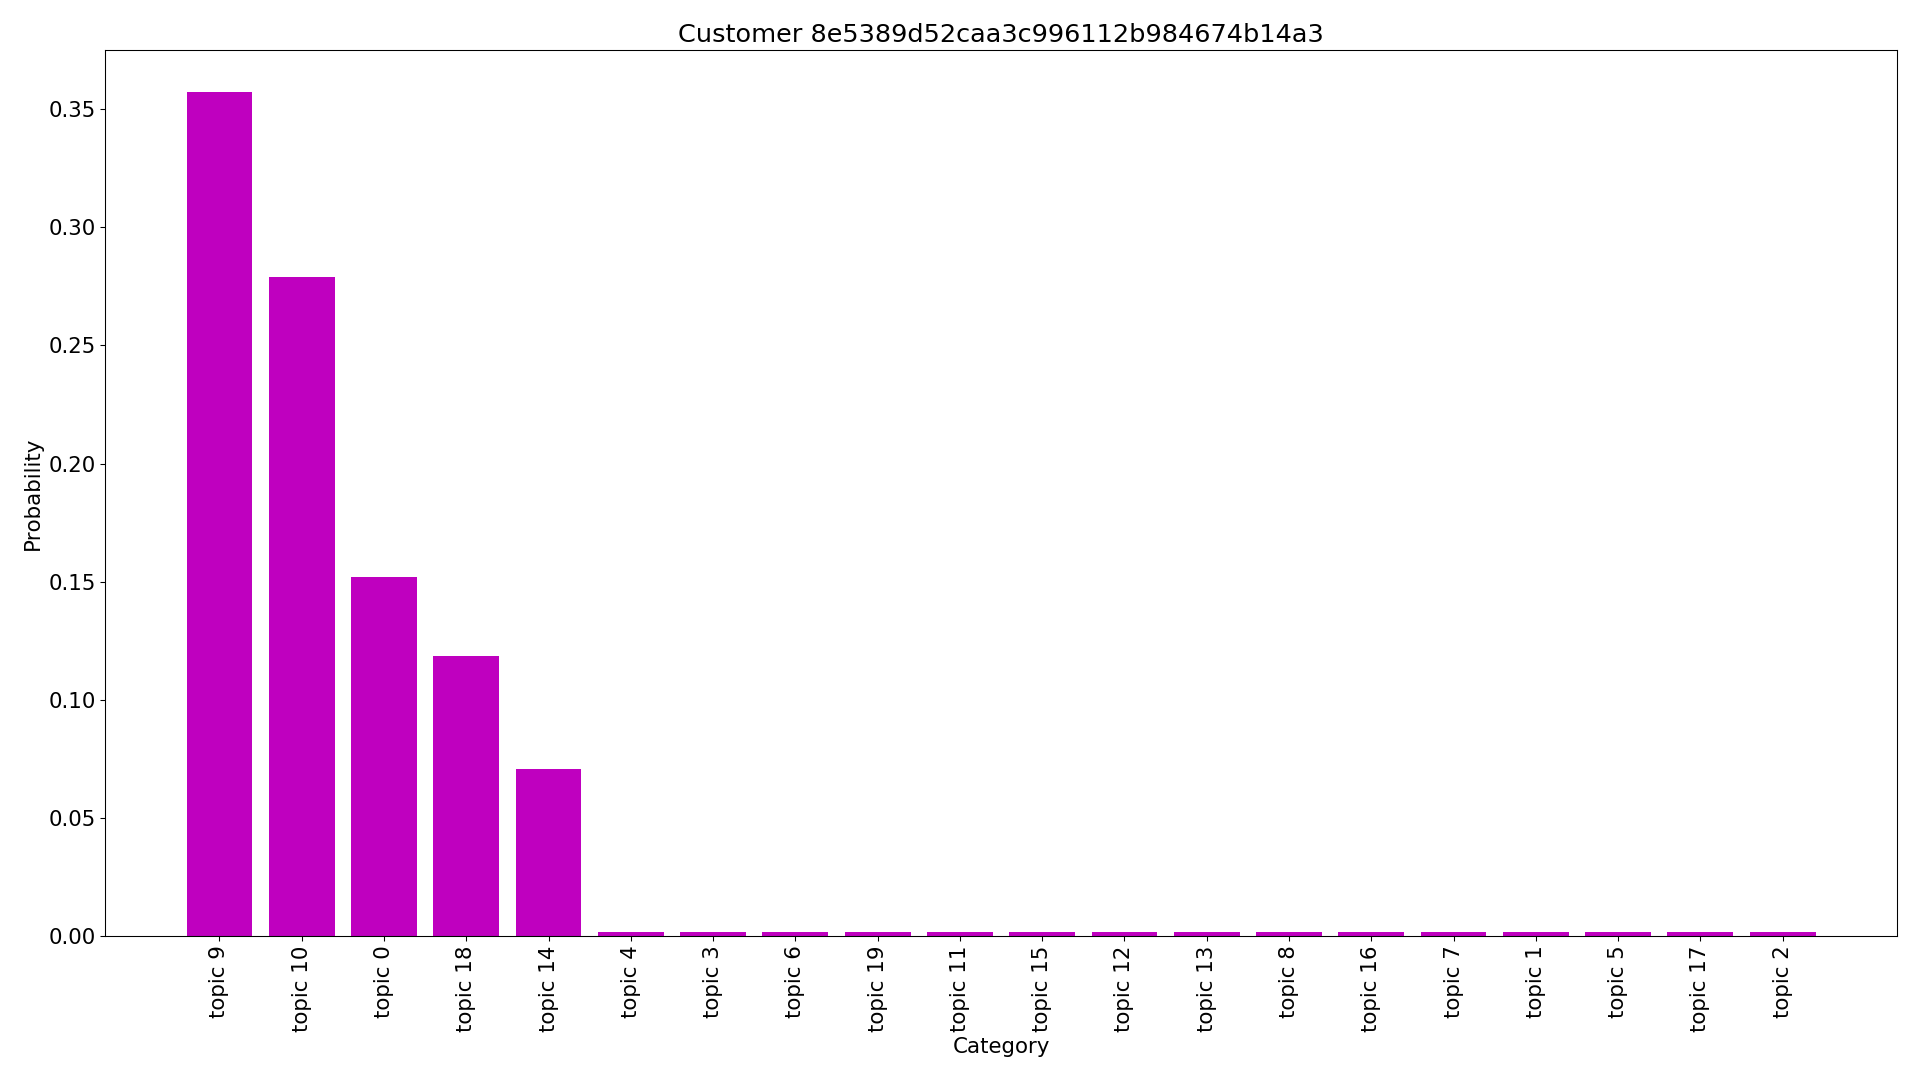 Customer 8e5389d52caa3c996112b984674b14a3
Probability
0.35
0.30
0.25
0.20
0.15
0.10
0.05
0.00
topic 9
topic 10
topic 0
topic 18
topic 14
topic 4
topic 3
topic 6
topic 19
topic 11
topic 15
topic 12
topic 13
topic 8
topic 16
topic 7
topic 1
topic 5
topic 17
topic 2
Category